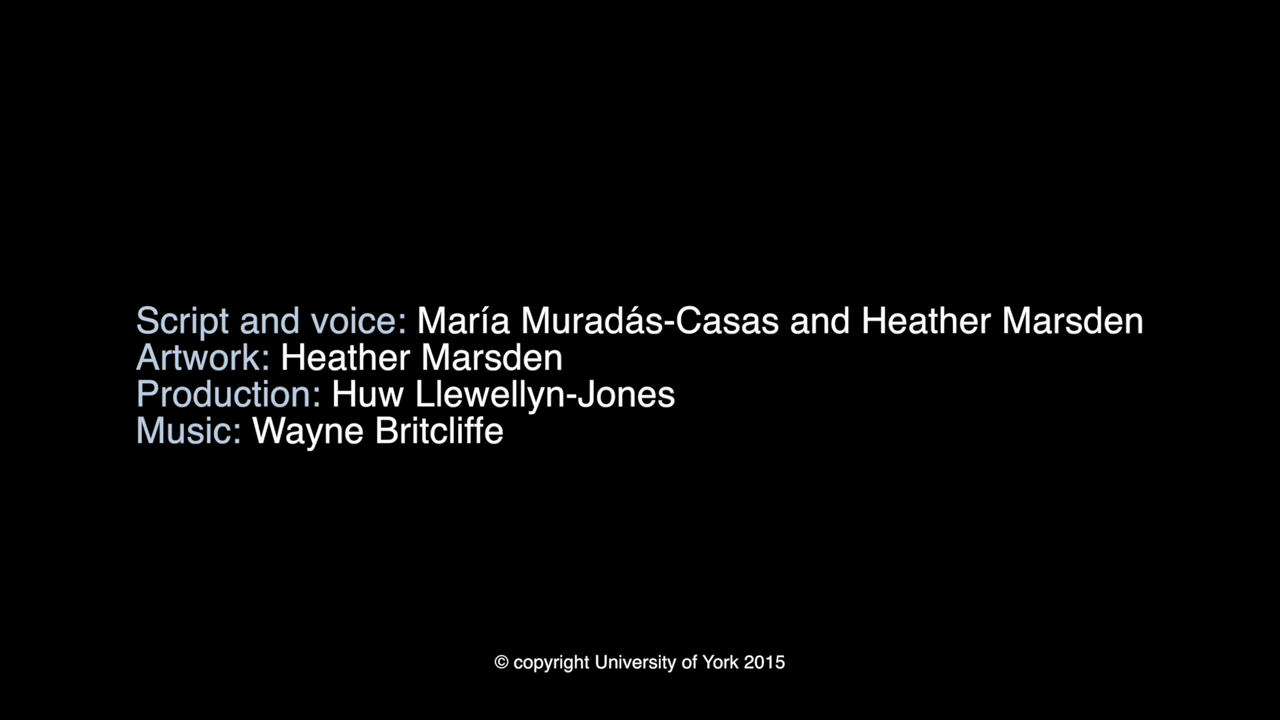 Script and voice: María Muradás-Casas and Heather Marsden
Artwork: Heather Marsden
Production: Huw Llewellyn-Jones
Music: Wayne Britcliffe
© copyright University of York 2015